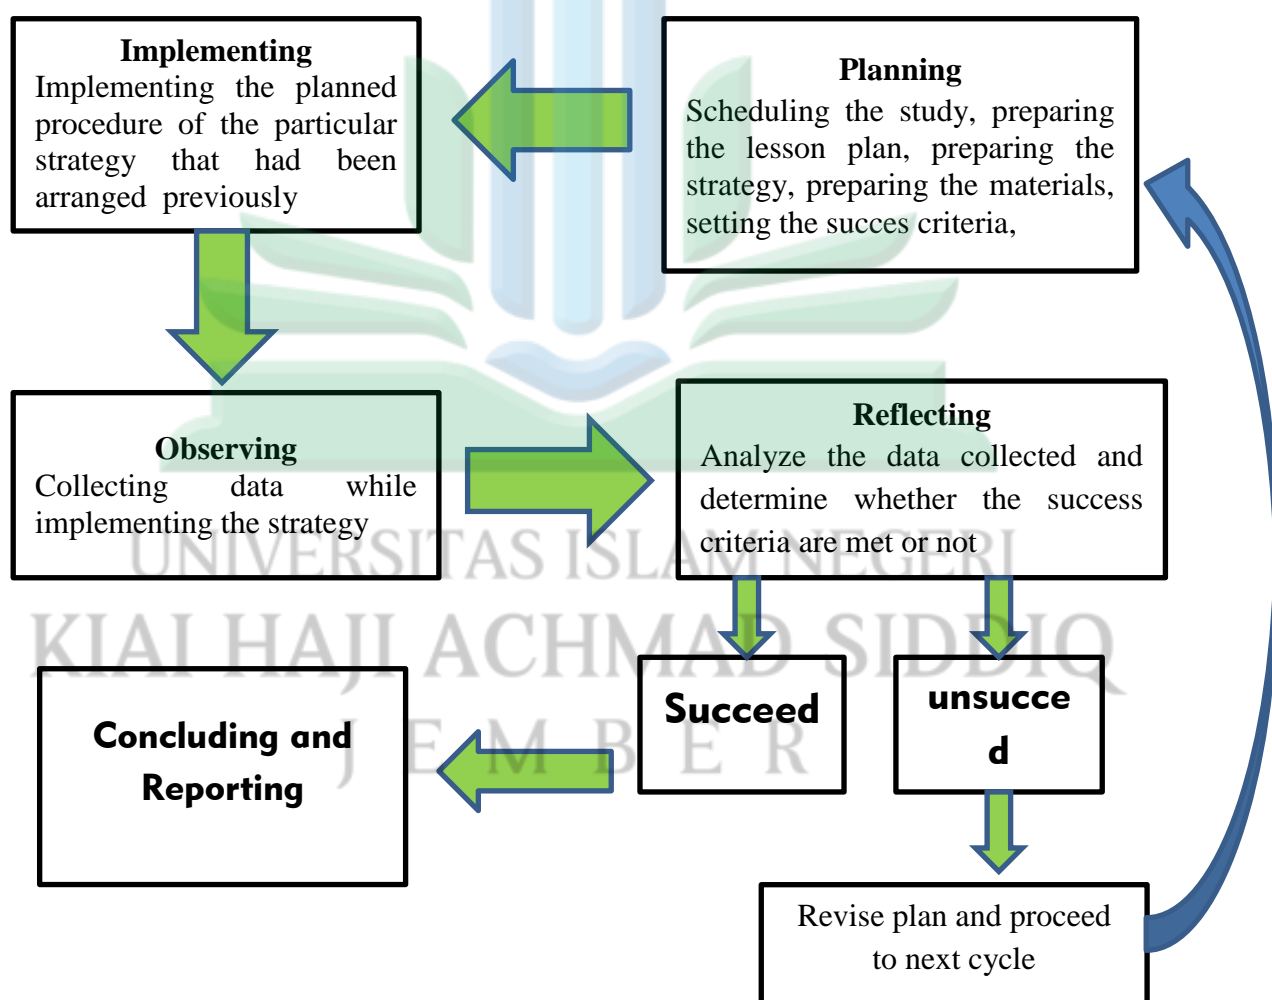 Implementing
Implementing the planned
procedure of the particular
strategy that had been
arranged previously
Planning
Scheduling the study, preparing
the lesson plan, preparing the
strategy, preparing the materials,
setting the succes criteria,
Observing
Collecting data while
implementing the strategy
Reflecting
Analyze the data collected and
determine whether the success
criteria are met or not
UNIVERSITAS ISLAM NEGERI
KIAI HAJI ACHMAD SIDDIQ
JEMBER
Concluding and
Reporting
Succeed
unsucce
d
Revise plan and proceed
to next cycle